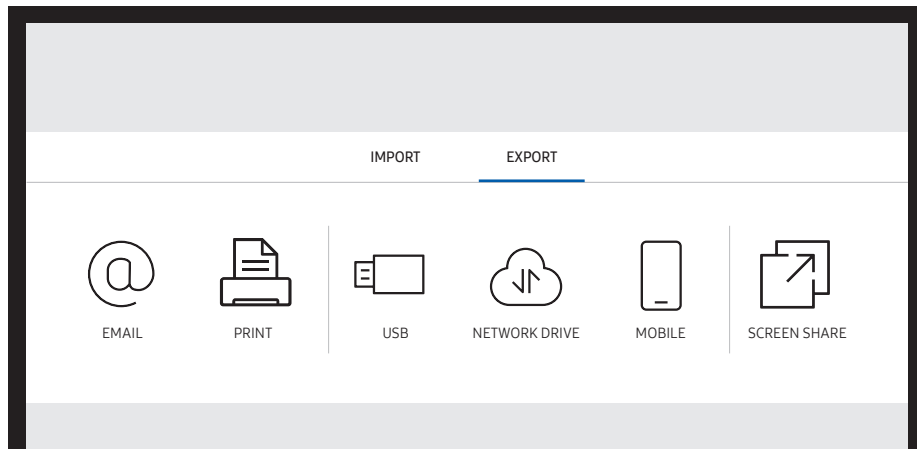 IMPORT EXPORT
EMAIL PRINT USB NETWORK DRIVE MOBILE SCREEN SHARE